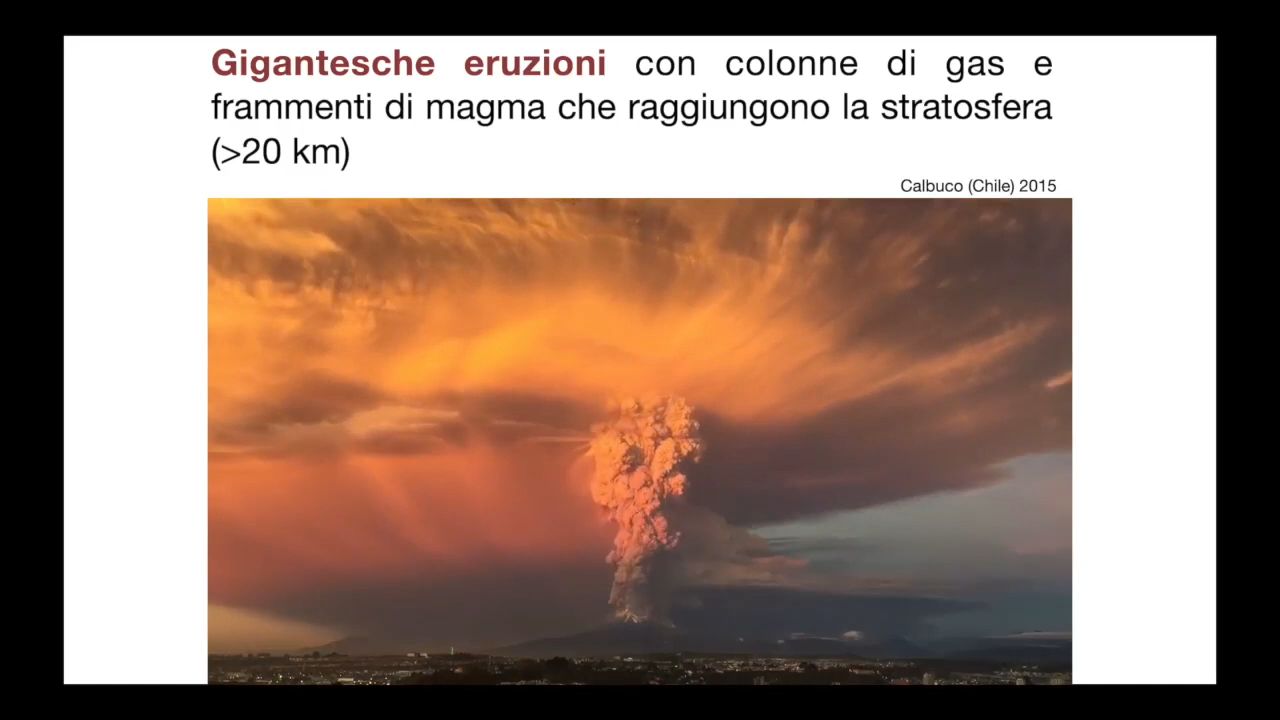 Gigantesche eruzioni con colonne di gas e
frammenti di magma che raggiungono la stratosfera
(>20 km)
Calbuco (Chile) 2015